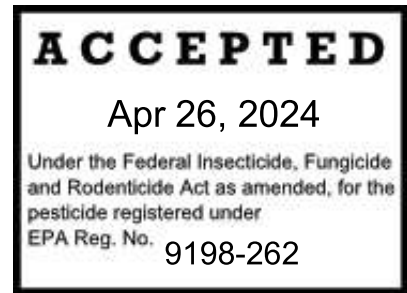 ACCEPTED
Apr 26, 2024
Under the Federal Insecticide, Fungicide
and Rodenticide Act as amended, for the
pesticide registered under
EPA Reg. No. 9198-262